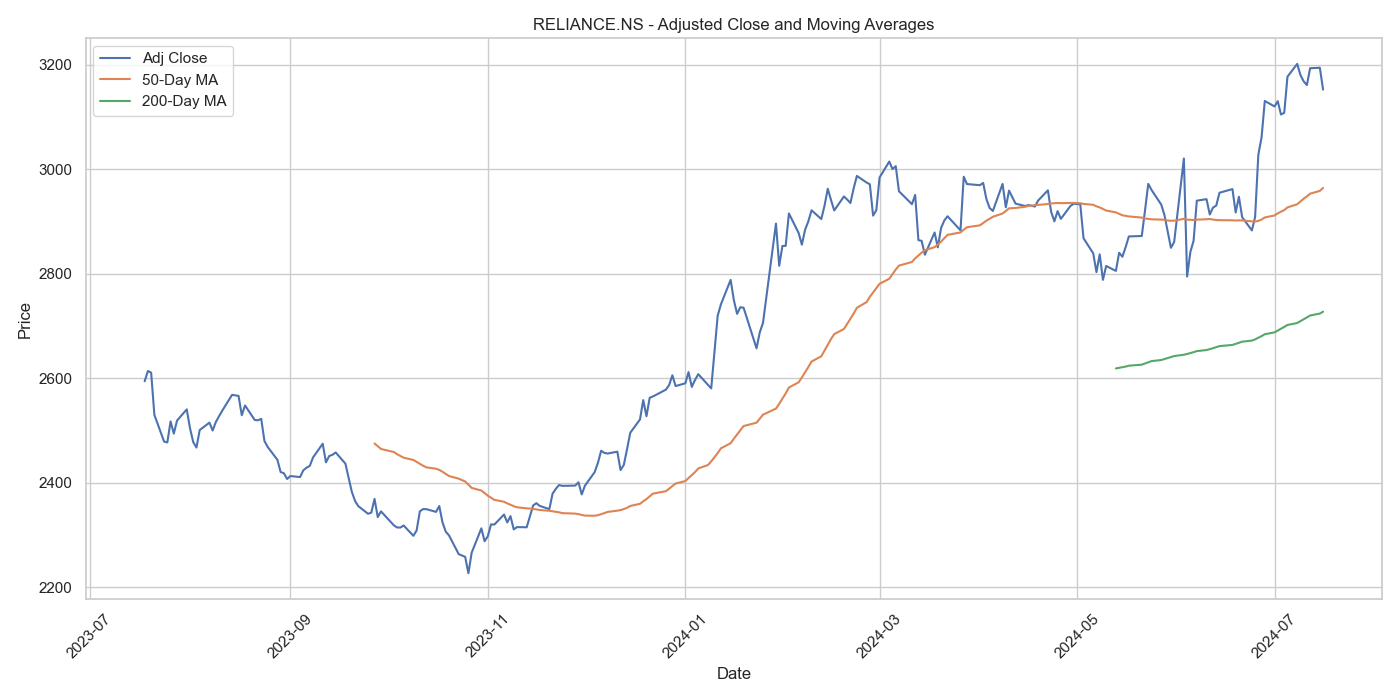 RELIANCE.NS - Adjusted Close and Moving Averages
Adj Close
50-Day MA
200-Day MA
Price
3200
3000
2800
2600
2400
2200
2023-07
2023-09
2023-11
2024-01
2024-03
2024-05
2024-07
Date